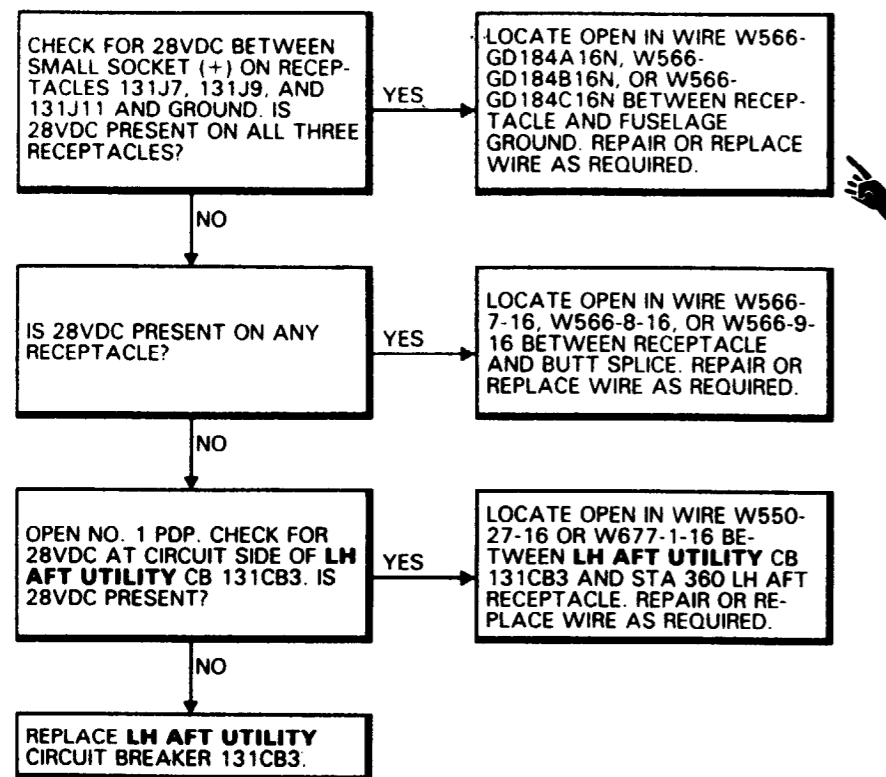 CHECK FOR 28VDC BETWEEN
SMALL SOCKET (+) ON RECEP-
TACLES 131J7, 131J9, AND
131J11 AND GROUND. IS
28VDC PRESENT ON ALL THREE
RECEPTACLES?
YES
LOCATE OPEN IN WIRE W566-
GD184A16N, W566-
GD184B16N, OR W566-
GD184C16N BETWEEN RECEP-
TACLE AND FUSELAGE
GROUND. REPAIR OR REPLACE
WIRE AS REQUIRED.
NO
IS 28VDC PRESENT ON ANY
RECEPTACLE?
YES
LOCATE OPEN IN WIRE W566-
7-16, W566-8-16, OR W566-9-
16 BETWEEN RECEPTACLE
AND BUTT SPLICE. REPAIR OR
REPLACE WIRE AS REQUIRED.
NO
OPEN NO. 1 PDP. CHECK FOR
28VDC AT CIRCUIT SIDE OF LH
AFT UTILITY CB 131CB3. IS
28VDC PRESENT?
YES
LOCATE OPEN IN WIRE W550-
27-16 OR W677-1-16 BE-
TWEEN LH AFT UTILITY CB
131CB3 AND STA 360 LH AFT
RECEPTACLE. REPAIR OR RE-
PLACE WIRE AS REQUIRED.
NO
REPLACE LH AFT UTILITY
CIRCUIT BREAKER 131CB3.